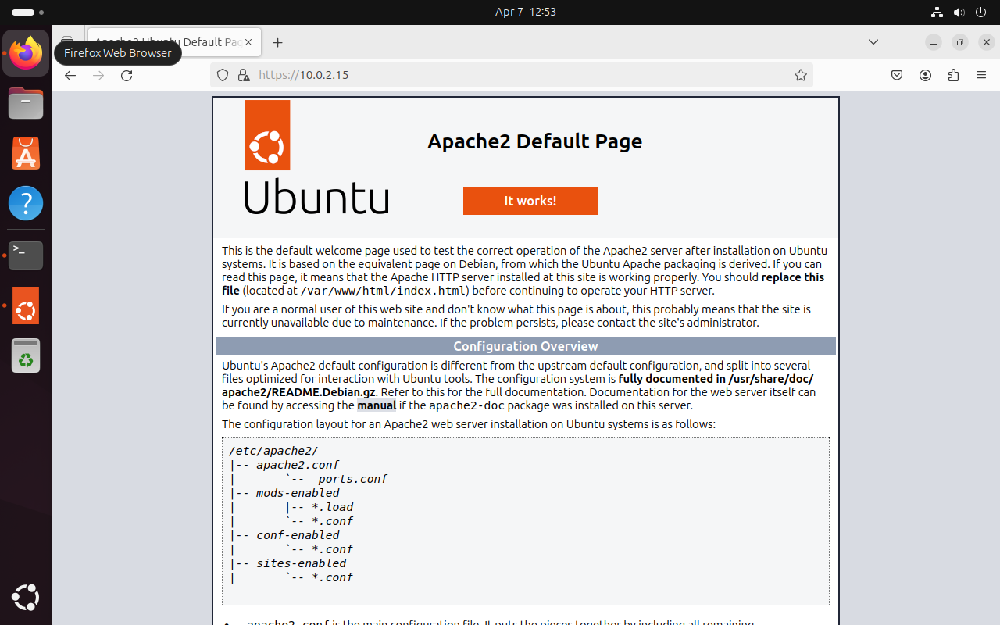 Apr 7 12:53
Apache2 Ubuntu Default Pag
Firefox Web Browser
https://10.0.2.15
Apache2 Default Page
Ubuntu
It works!
This is the default welcome page used to test the correct operation of the Apache2 server after installation on Ubuntu
systems. It is based on the equivalent page on Debian, from which the Ubuntu Apache packaging is derived. If you can
read this page, it means that the Apache HTTP server installed at this site is working properly. You should replace this
file (located at /var/www/html/index.html) before continuing to operate your HTTP server.
If you are a normal user of this web site and don't know what this page is about, this probably means that the site is
currently unavailable due to maintenance. If the problem persists, please contact the site's administrator.
Configuration Overview
Ubuntu's Apache2 default configuration is different from the upstream default configuration, and split into several
files optimized for interaction with Ubuntu tools. The configuration system is fully documented in /usr/share/doc/
apache2/README.Debian.gz. Refer to this for the full documentation. Documentation for the web server itself can
be found by accessing the manual if the apache2-doc package was installed on this server.
The configuration layout for an Apache2 web server installation on Ubuntu systems is as follows:
/etc/apache2/
|-- apache2.conf
|       `--  ports.conf
|-- mods-enabled
|       |-- *.load
|       `-- *.conf
|-- conf-enabled
|       `-- *.conf
|-- sites-enabled
|       `-- *.conf
apache2.conf is the main configuration file. It puts the pieces together by including all remaining